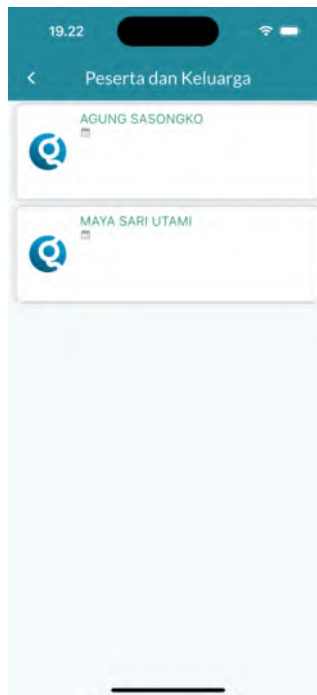 19.22
Peserta dan Keluarga
AGUNG SASONGKO
MAYA SARI UTAMI